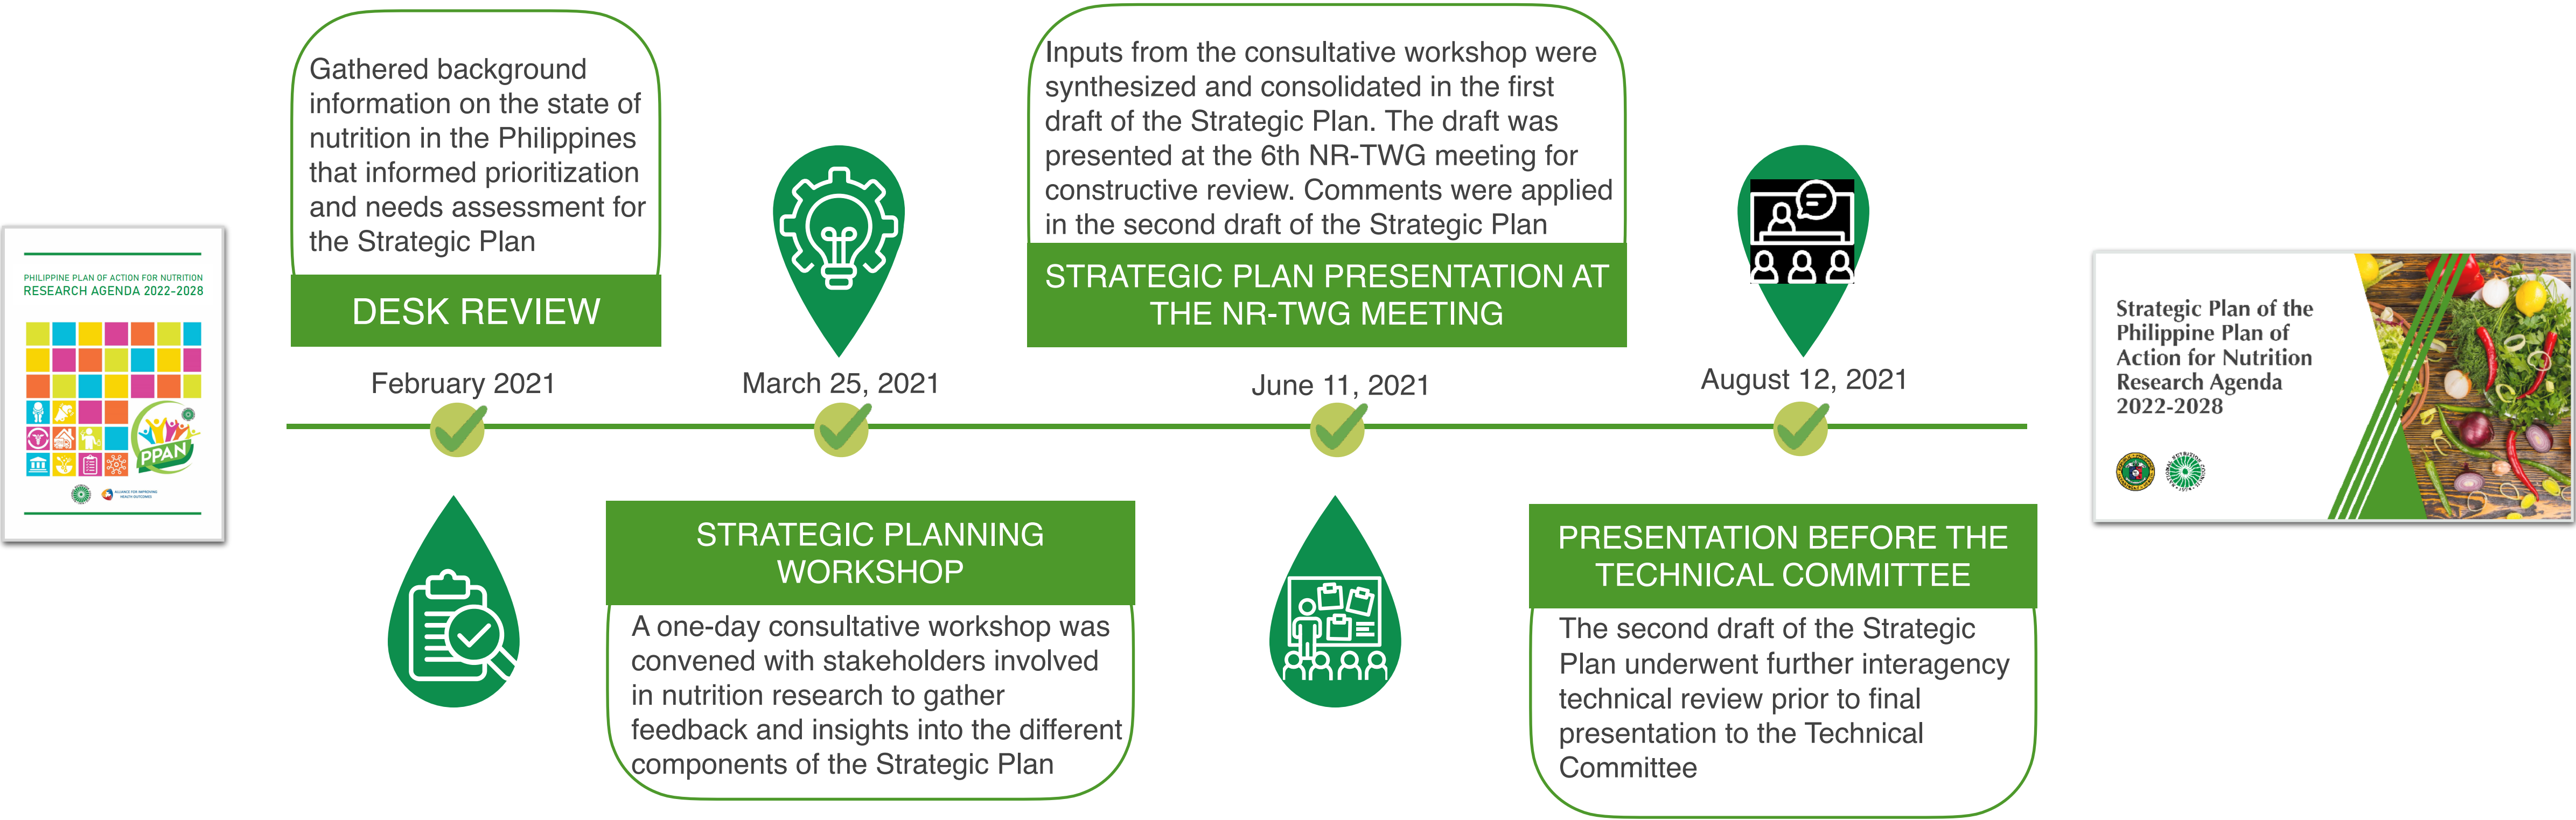 PHILIPPINE PLAN OF ACTION FOR NUTRITION
RESEARCH AGENDA 2022-2028
PPAN
ALLIANCE FOR IMPROVING
HEALTH OUTCOMES
Gathered background
information on the state of
nutrition in the Philippines
that informed prioritization
and needs assessment for
the Strategic Plan
DESK REVIEW
February 2021
March 25, 2021
STRATEGIC PLANNING
WORKSHOP
A one-day consultative workshop was
convened with stakeholders involved
in nutrition research to gather
feedback and insights into the different
components of the Strategic Plan
Inputs from the consultative workshop were
synthesized and consolidated in the first
draft of the Strategic Plan. The draft was
presented at the 6th NR-TWG meeting for
constructive review. Comments were applied
in the second draft of the Strategic Plan
STRATEGIC PLAN PRESENTATION AT
THE NR-TWG MEETING
June 11, 2021
August 12, 2021
PRESENTATION BEFORE THE
TECHNICAL COMMITTEE
The second draft of the Strategic
Plan underwent further interagency
technical review prior to final
presentation to the Technical
Committee
Strategic Plan of the
Philippine Plan of
Action for Nutrition
Research Agenda
2022-2028